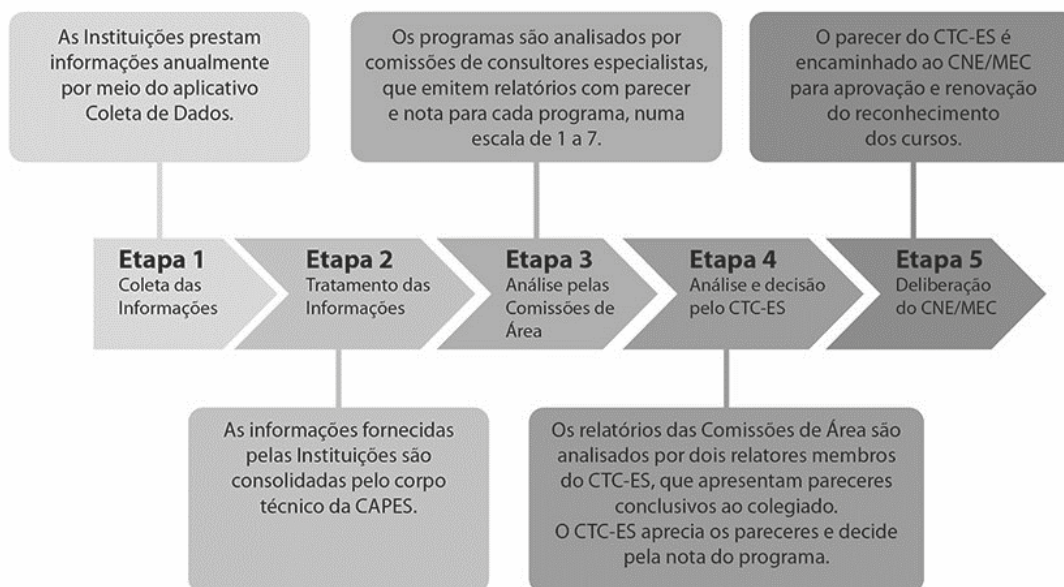 As Instituições prestam
informações anualmente
por meio do aplicativo
Coleta de Dados.
Os programas são analisados por
comissões de consultores especialistas,
que emitem relatórios com parecer
e nota para cada programa, numa
escala de 1 a 7.
O parecer do CTC-ES é
encaminhado ao CNE/MEC
para aprovação e renovação
do reconhecimento
dos cursos.
Etapa 1
Coleta das
Informações
Etapa 2
Tratamento das
Informações
Etapa 3
Análise pelas
Comissões de
Área
Etapa 4
Análise e decisão
pelo CTC-ES
Etapa 5
Deliberação
do CNE/MEC
As informações fornecidas
pelas Instituições são
consolidadas pelo corpo
técnico da CAPES.
Os relatórios das Comissões de Área são
analisados por dois relatores membros
do CTC-ES, que apresentam pareceres
conclusivos ao colegiado.
O CTC-ES aprecia os pareceres e decide
pela nota do programa.